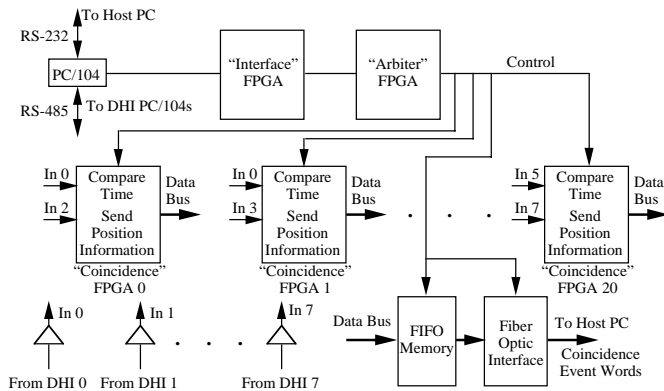 To Host PC
RS-232
PC/104
RS-485
To DHI PC/104s
“Interface”
FPGA
“Arbiter”
FPGA
Control
In 0
In 2
Compare
Time
Send
Position
Information
Data
Bus
“Coincidence”
FPGA 0
In 0
In 3
Compare
Time
Send
Position
Information
Data
Bus
“Coincidence”
FPGA 1
. . .
In 5
In 7
Compare
Time
Send
Position
Information
Data
Bus
“Coincidence”
FPGA 20
In 0
In 1
. . .
In 7
From DHI 0
From DHI 1
From DHI 7
Data Bus
FIFO
Memory
Fiber
Optic
Interface
To Host PC
Coincidence
Event Words